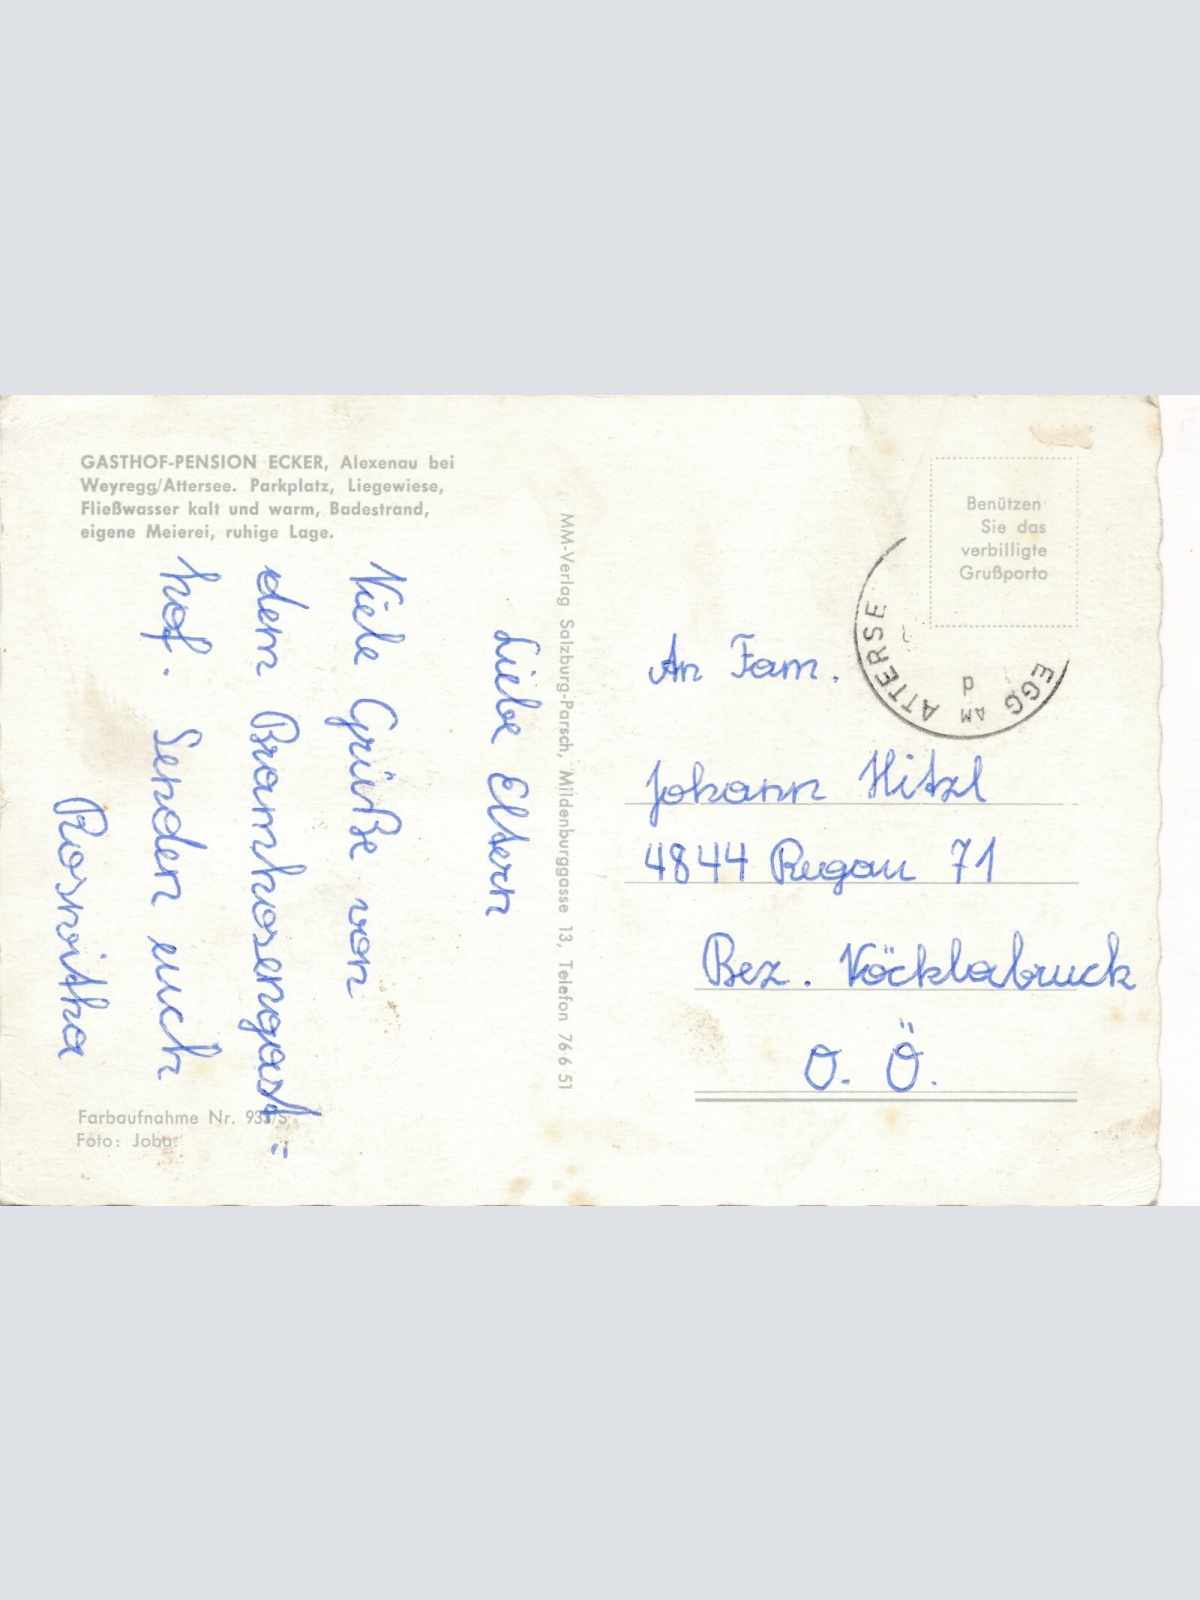 GASTHOF-PENSION ECKER, Alexenau bei
Weyregg/Attersee. Parkplatz, Liegewiese,
Fließwasser kalt und warm, Badestrand,
eigene Meierei, ruhige Lage.
Liebe Eltern
Viele Grüße von
dem Bramhosengast=
hof. Senden euch
Roswitha
Farbaufnahme Nr. 933/S
Foto: Joba
MM-Verlag Salzburg-Parsch, Mildenburggasse 13, Telefon 76 6 51
Benützen
Sie das
verbilligte
Grußporto
EGG AM ATTERSE
d
An Fam.
Johann Hitzl
4844 Regau 71
Bez. Vöcklabruck
O. Ö.